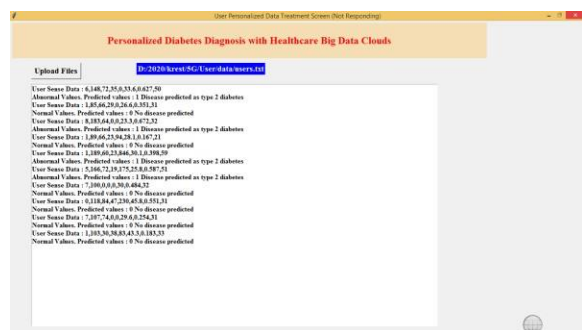 User Personalized Data Treatment Screen (Not Responding)
Personalized Diabetes Diagnosis with Healthcare Big Data Clouds
Upload Files
D:/2020/krest/5G/User/data/users.txt
User Sense Data : 6,148,72,35,0,33.6,0.627,50
Abnormal Values. Predicted values : 1 Disease predicted as type 2 diabetes
User Sense Data : 1,85,66,29,0,26.6,0.351,31
Normal Values. Predicted values : 0 No disease predicted
User Sense Data : 8,183,64,0,0,23.3,0.672,32
Abnormal Values. Predicted values : 1 Disease predicted as type 2 diabetes
User Sense Data : 1,89,66,23,94,28.1,0.167,21
Normal Values. Predicted values : 0 No disease predicted
User Sense Data : 1,189,60,23,846,30.1,0.398,59
Abnormal Values. Predicted values : 1 Disease predicted as type 2 diabetes
User Sense Data : 5,166,72,19,175,25.8,0.587,51
Abnormal Values. Predicted values : 1 Disease predicted as type 2 diabetes
User Sense Data : 7,100,0,0,0,30,0.484,32
Normal Values. Predicted values : 0 No disease predicted
User Sense Data : 0,118,84,47,230,45.8,0.551,31
Normal Values. Predicted values : 0 No disease predicted
User Sense Data : 7,107,74,0,0,29.6,0.254,31
Normal Values. Predicted values : 0 No disease predicted
User Sense Data : 1,103,30,38,83,43.3,0.183,33
Normal Values. Predicted values : 0 No disease predicted